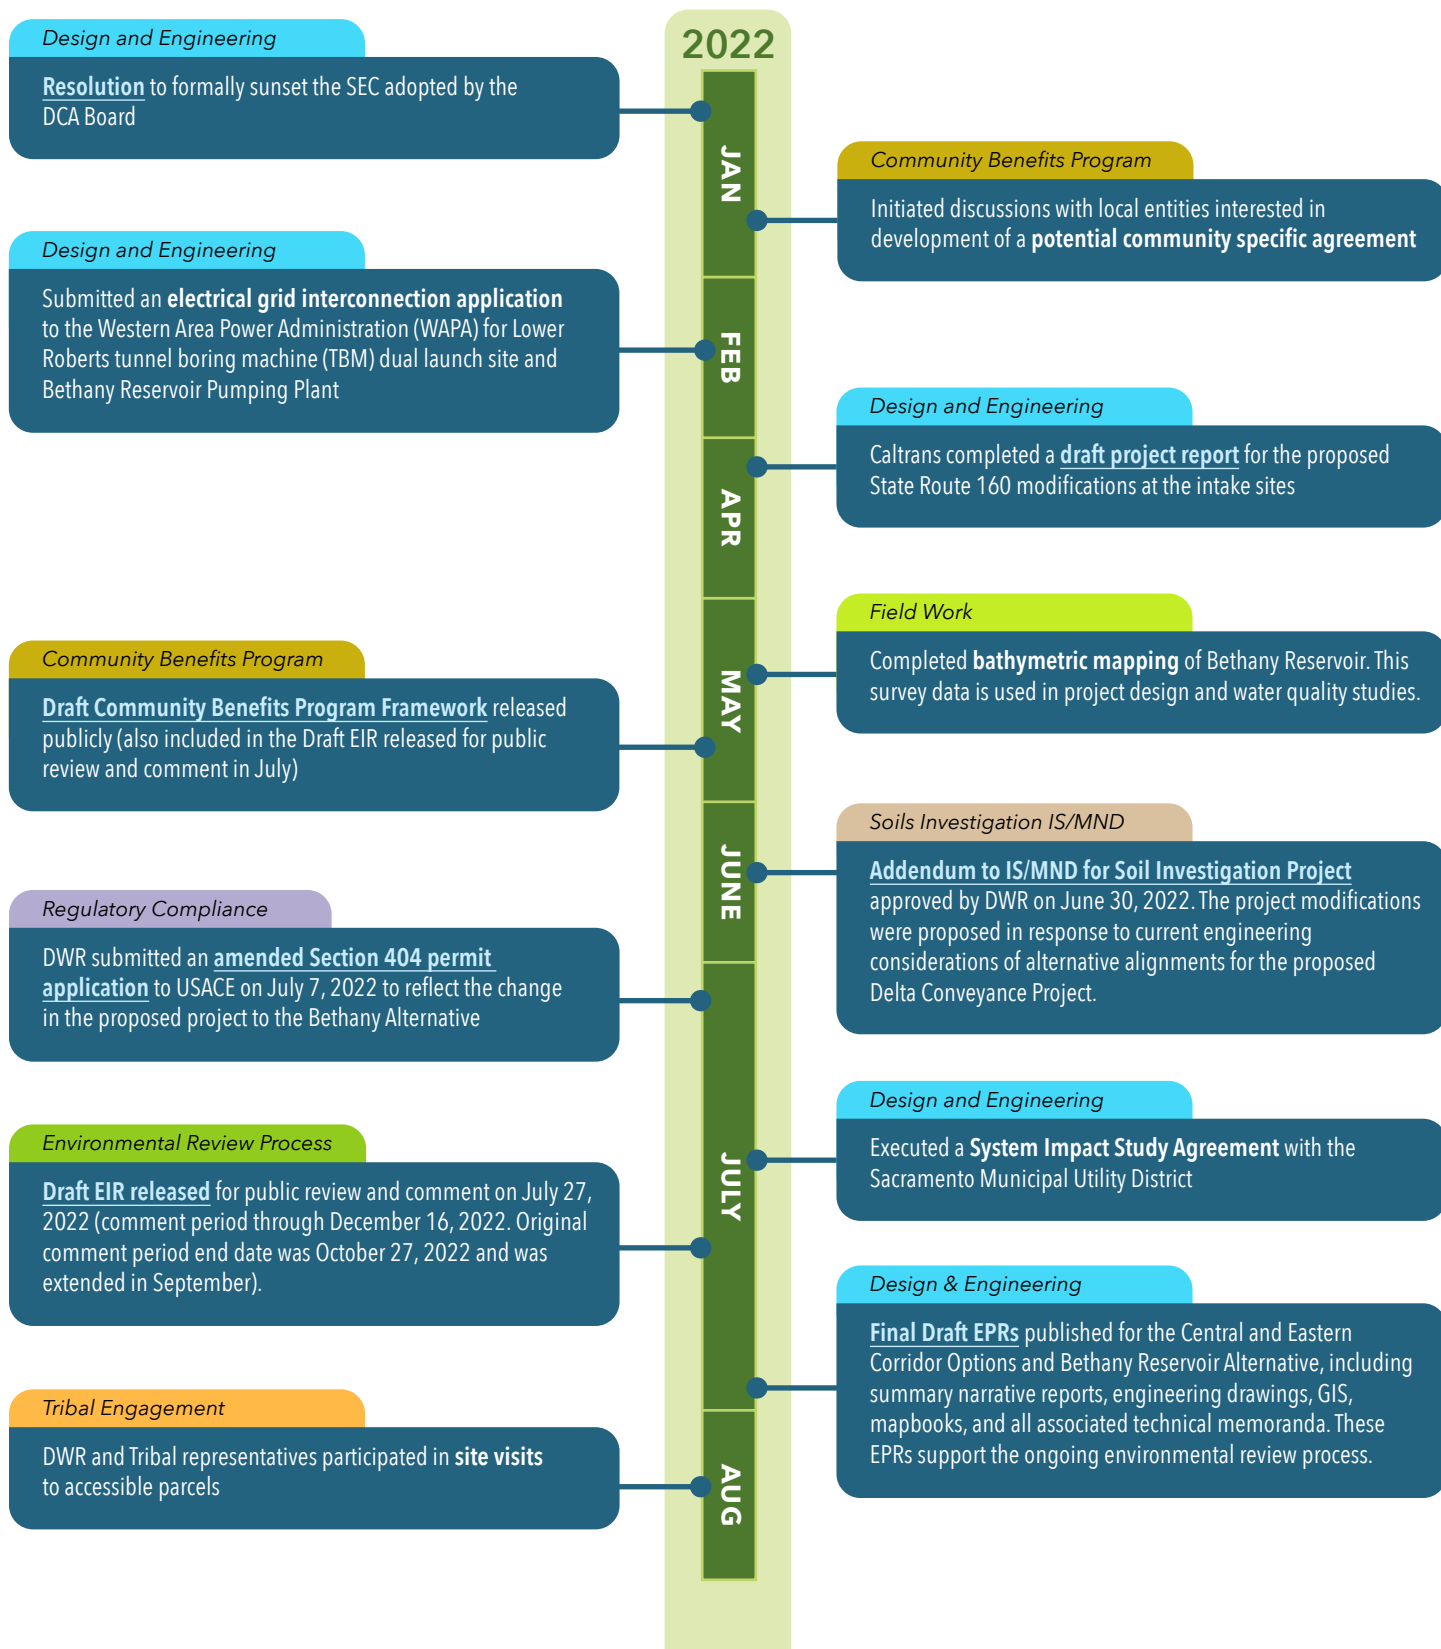 2022
Design and Engineering
Resolution to formally sunset the SEC adopted by the
DCA Board
JAN
Community Benefits Program
Initiated discussions with local entities interested in
development of a potential community specific agreement
Design and Engineering
Submitted an electrical grid interconnection application
to the Western Area Power Administration (WAPA) for Lower
Roberts tunnel boring machine (TBM) dual launch site and
Bethany Reservoir Pumping Plant
FEB
Design and Engineering
Caltrans completed a draft project report for the proposed
State Route 160 modifications at the intake sites
APR
Field Work
Completed bathymetric mapping of Bethany Reservoir. This
survey data is used in project design and water quality studies.
Community Benefits Program
Draft Community Benefits Program Framework released
publicly (also included in the Draft EIR released for public
review and comment in July)
MAY
Soils Investigation IS/MND
Addendum to IS/MND for Soil Investigation Project
approved by DWR on June 30, 2022. The project modifications
were proposed in response to current engineering
considerations of alternative alignments for the proposed
Delta Conveyance Project.
JUNE
Regulatory Compliance
DWR submitted an amended Section 404 permit
application to USACE on July 7, 2022 to reflect the change
in the proposed project to the Bethany Alternative
Design and Engineering
Executed a System Impact Study Agreement with the
Sacramento Municipal Utility District
JULY
Environmental Review Process
Draft EIR released for public review and comment on July 27,
2022 (comment period through December 16, 2022. Original
comment period end date was October 27, 2022 and was
extended in September).
Design & Engineering
Final Draft EPRs published for the Central and Eastern
Corridor Options and Bethany Reservoir Alternative, including
summary narrative reports, engineering drawings, GIS,
mapbooks, and all associated technical memoranda. These
EPRs support the ongoing environmental review process.
Tribal Engagement
DWR and Tribal representatives participated in site visits
to accessible parcels
AUG